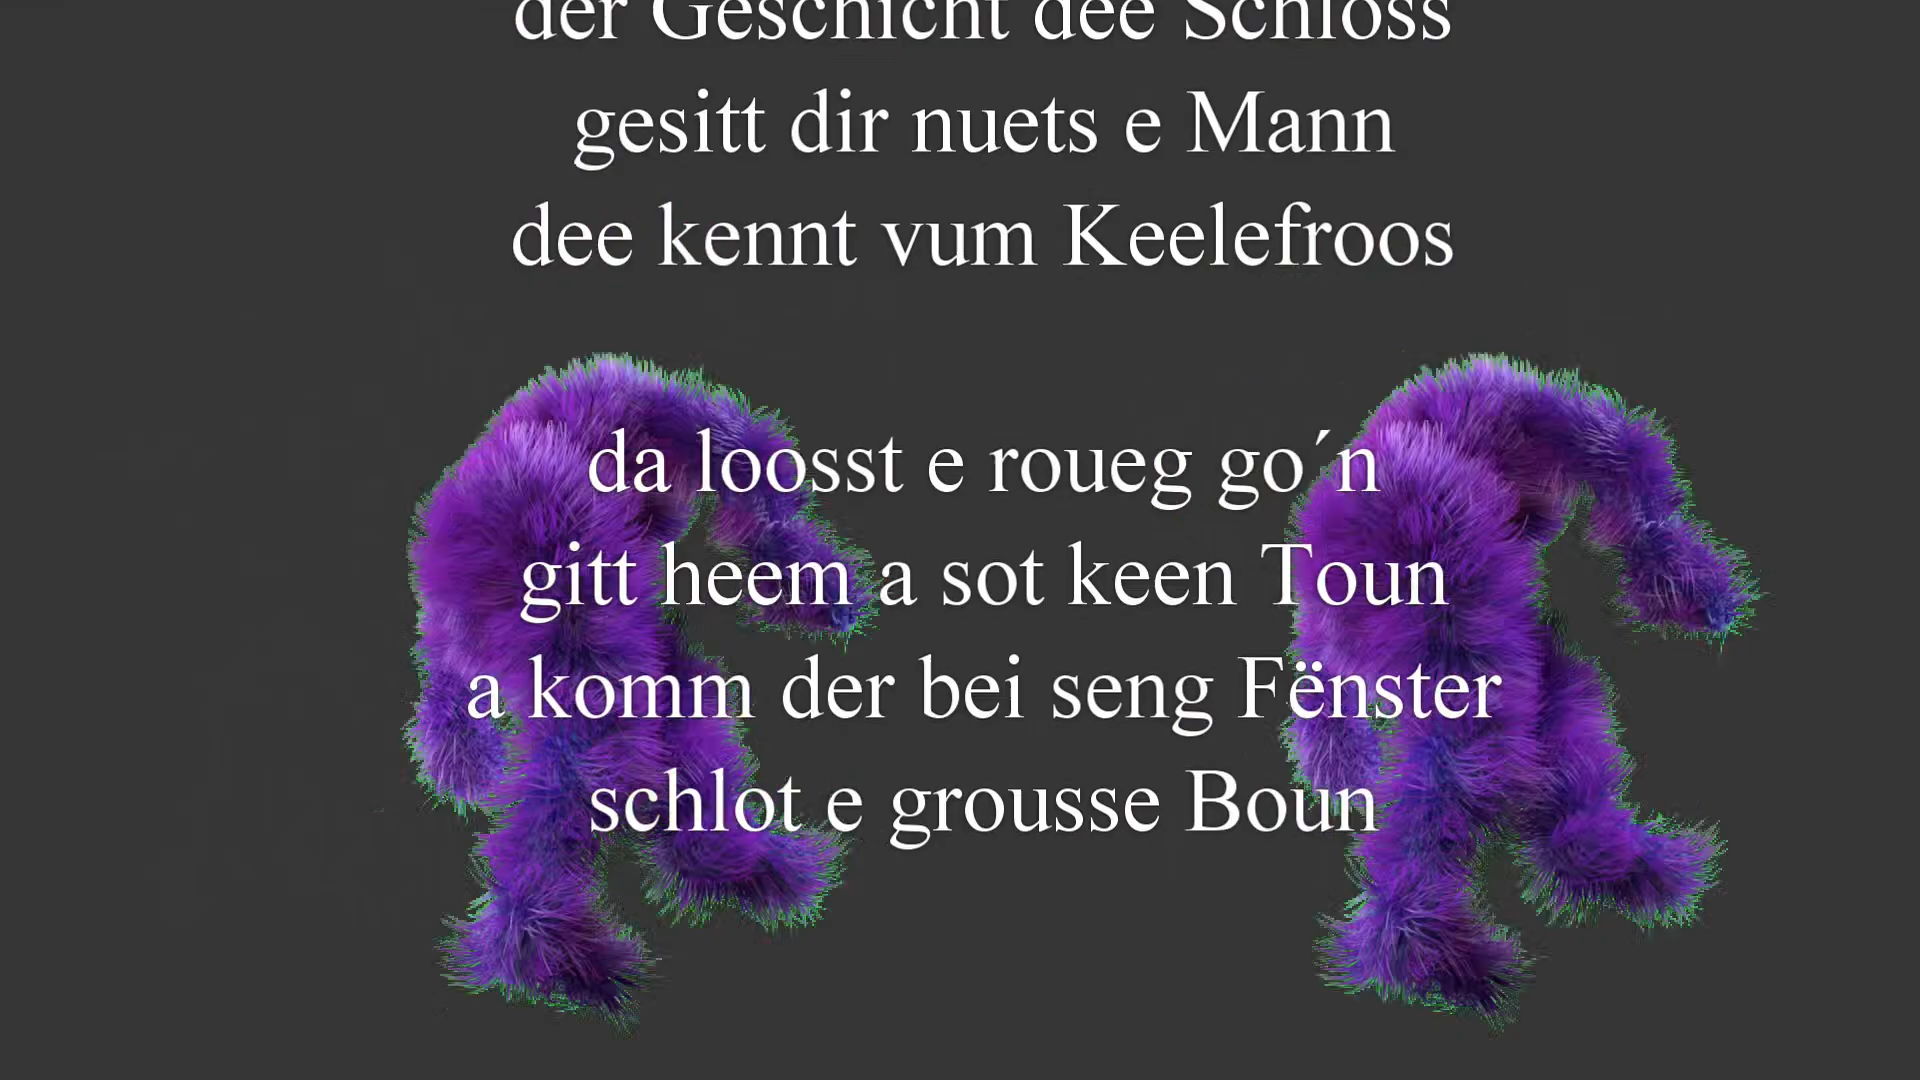 der Geschicht dee Schloss
gesitt dir nuets e Mann
dee kennt vum Keelefroos
da loosst e roueg go´n
gitt heem a sot keen Toun
a komm der bei seng Fënster
schlot e grousse Boun